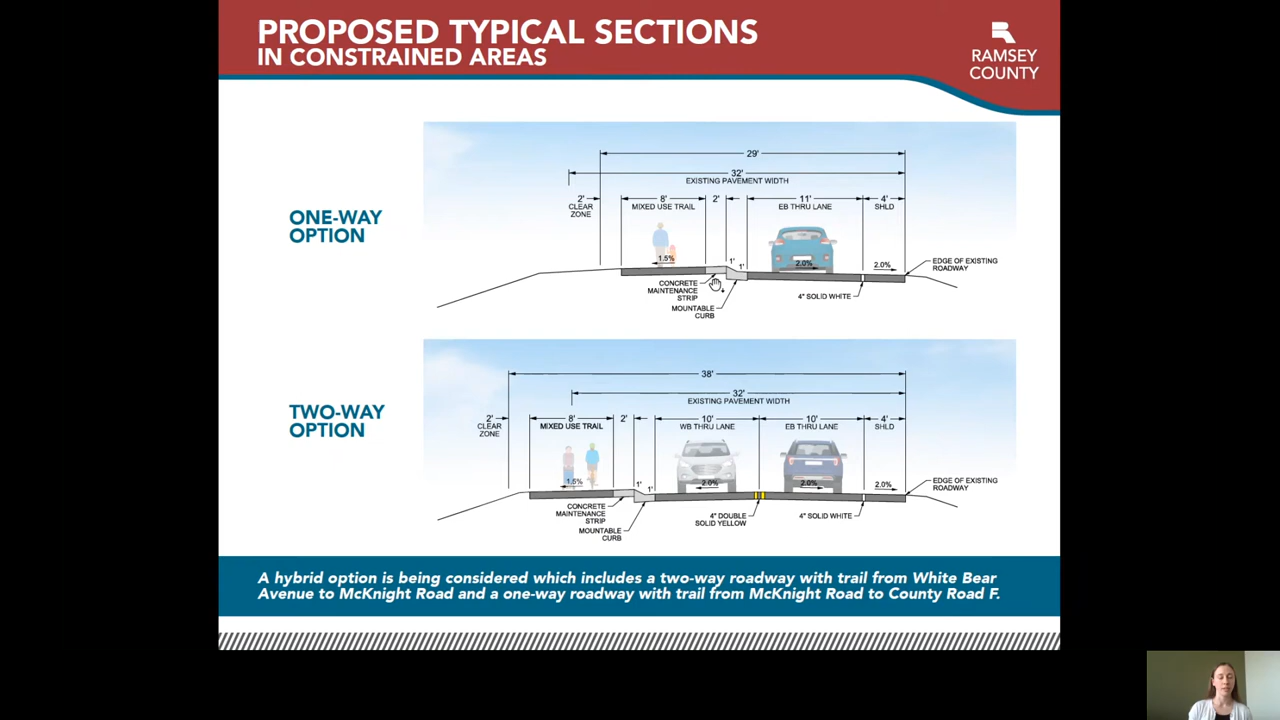 PROPOSED TYPICAL SECTIONS
IN CONSTRAINED AREAS
RAMSEY
COUNTY
ONE-WAY
OPTION
29'
32'
EXISTING PAVEMENT WIDTH
2'
CLEAR
ZONE
8'
MIXED USE TRAIL
2'
11'
EB THRU LANE
4'
SHLD
1.5%
1'
1'
2.0%
2.0%
EDGE OF EXISTING
ROADWAY
CONCRETE
MAINTENANCE
STRIP
MOUNTABLE
CURB
4" SOLID WHITE
TWO-WAY
OPTION
38'
32'
EXISTING PAVEMENT WIDTH
2'
CLEAR
ZONE
8'
MIXED USE TRAIL
2'
10'
WB THRU LANE
10'
EB THRU LANE
4'
SHLD
1.5%
1'
1'
2.0%
2.0%
2.0%
EDGE OF EXISTING
ROADWAY
CONCRETE
MAINTENANCE
STRIP
MOUNTABLE
CURB
4" DOUBLE
SOLID YELLOW
4" SOLID WHITE
A hybrid option is being considered which includes a two-way roadway with trail from White Bear
Avenue to McKnight Road and a one-way roadway with trail from McKnight Road to County Road F.